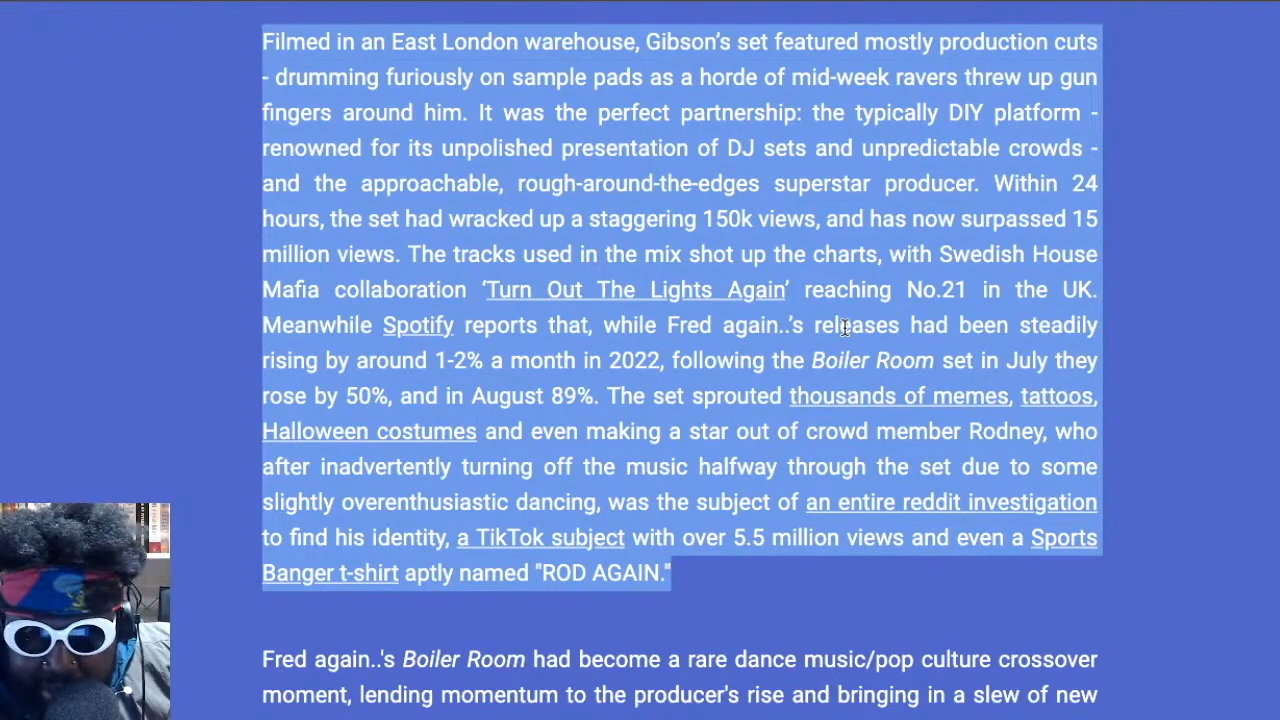 Filmed in an East London warehouse, Gibson’s set featured mostly production cuts
- drumming furiously on sample pads as a horde of mid-week ravers threw up gun
fingers around him. It was the perfect partnership: the typically DIY platform -
renowned for its unpolished presentation of DJ sets and unpredictable crowds -
and the approachable, rough-around-the-edges superstar producer. Within 24
hours, the set had wracked up a staggering 150k views, and has now surpassed 15
million views. The tracks used in the mix shot up the charts, with Swedish House
Mafia collaboration ‘Turn Out The Lights Again’ reaching No.21 in the UK.
Meanwhile Spotify reports that, while Fred again..’s releases had been steadily
rising by around 1-2% a month in 2022, following the Boiler Room set in July they
rose by 50%, and in August 89%. The set sprouted thousands of memes, tattoos,
Halloween costumes and even making a star out of crowd member Rodney, who
after inadvertently turning off the music halfway through the set due to some
slightly overenthusiastic dancing, was the subject of an entire reddit investigation
to find his identity, a TikTok subject with over 5.5 million views and even a Sports
Banger t-shirt aptly named "ROD AGAIN."
Fred again..'s Boiler Room had become a rare dance music/pop culture crossover
moment, lending momentum to the producer's rise and bringing in a slew of new